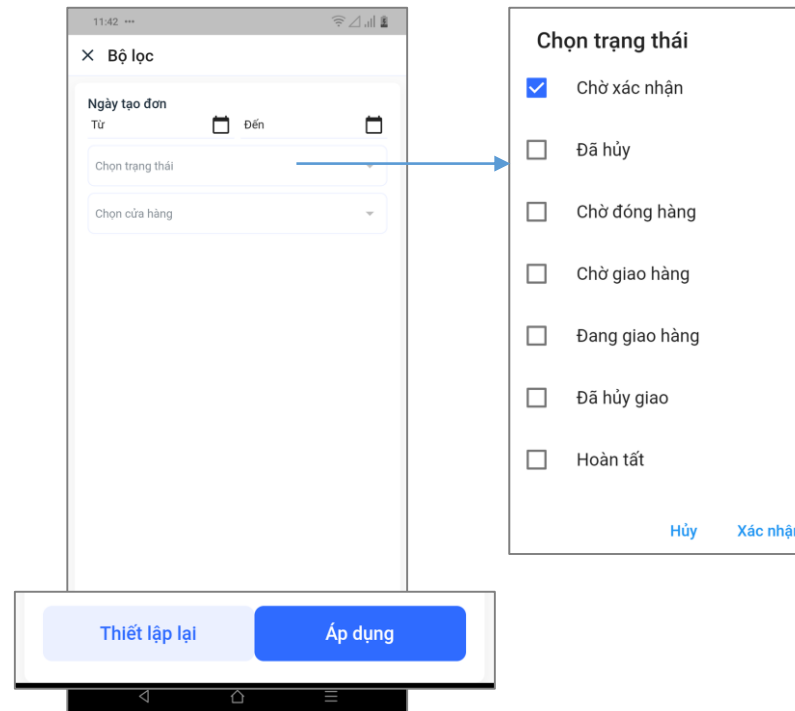 11:42 •••
Bộ lọc
Ngày tạo đơn
Từ
Đến
Chọn trạng thái
Chọn cửa hàng
Thiết lập lại
Áp dụng
Chọn trạng thái
Chờ xác nhận
Đã hủy
Chờ đóng hàng
Chờ giao hàng
Đang giao hàng
Đã hủy giao
Hoàn tất
Hủy
Xác nhận